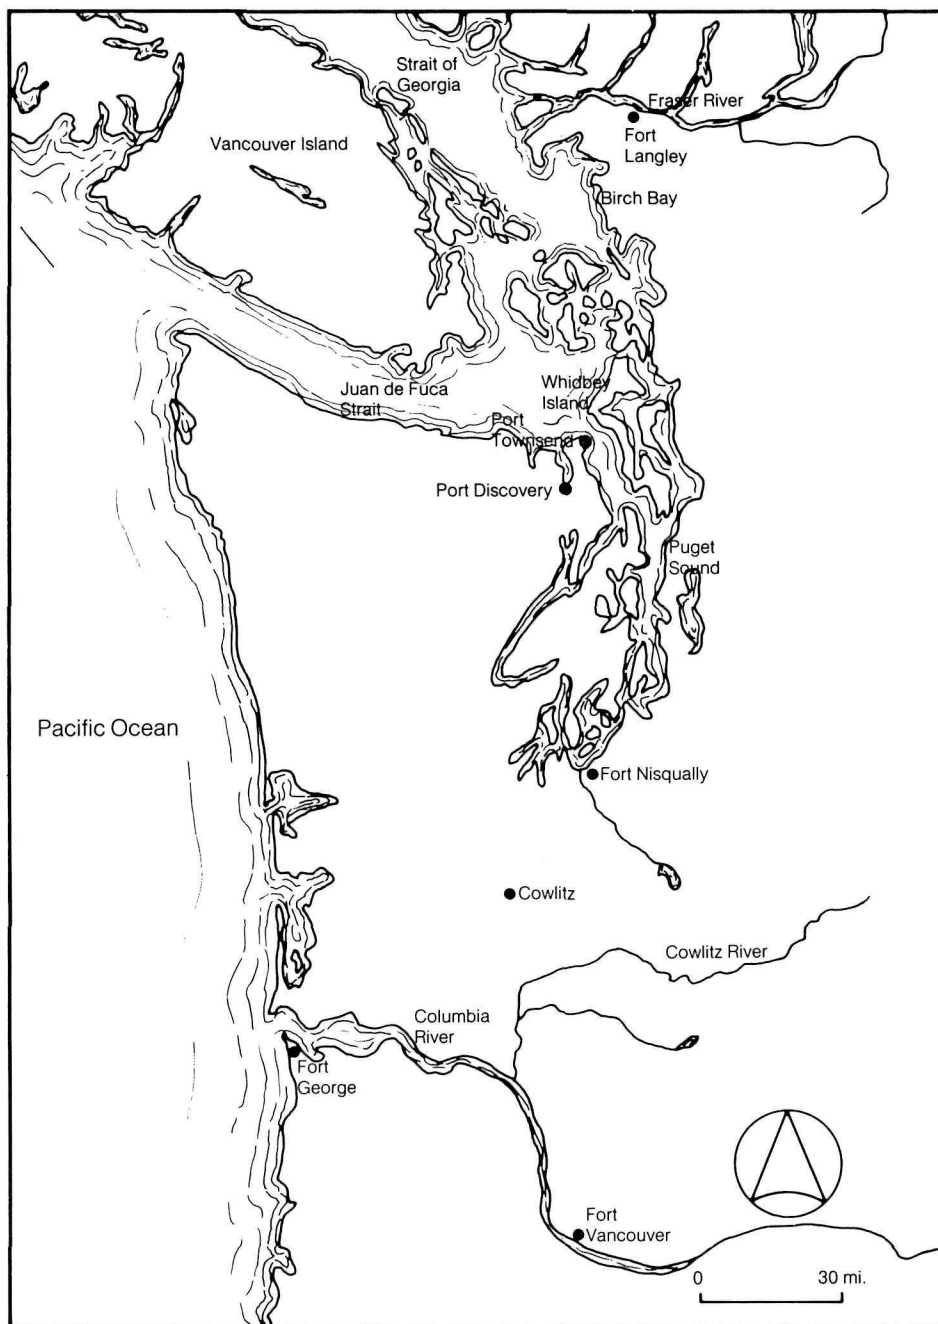 Strait of
Georgia
Fraser River
Fort
Langley
Vancouver Island
Birch Bay
Juan de Fuca
Strait
Whidbey
Island
Port
Townsend
Port Discovery
Puget
Sound
Pacific Ocean
Fort Nisqually
Cowlitz
Cowlitz River
Columbia
River
Fort
George
Fort
Vancouver
0 30 mi.